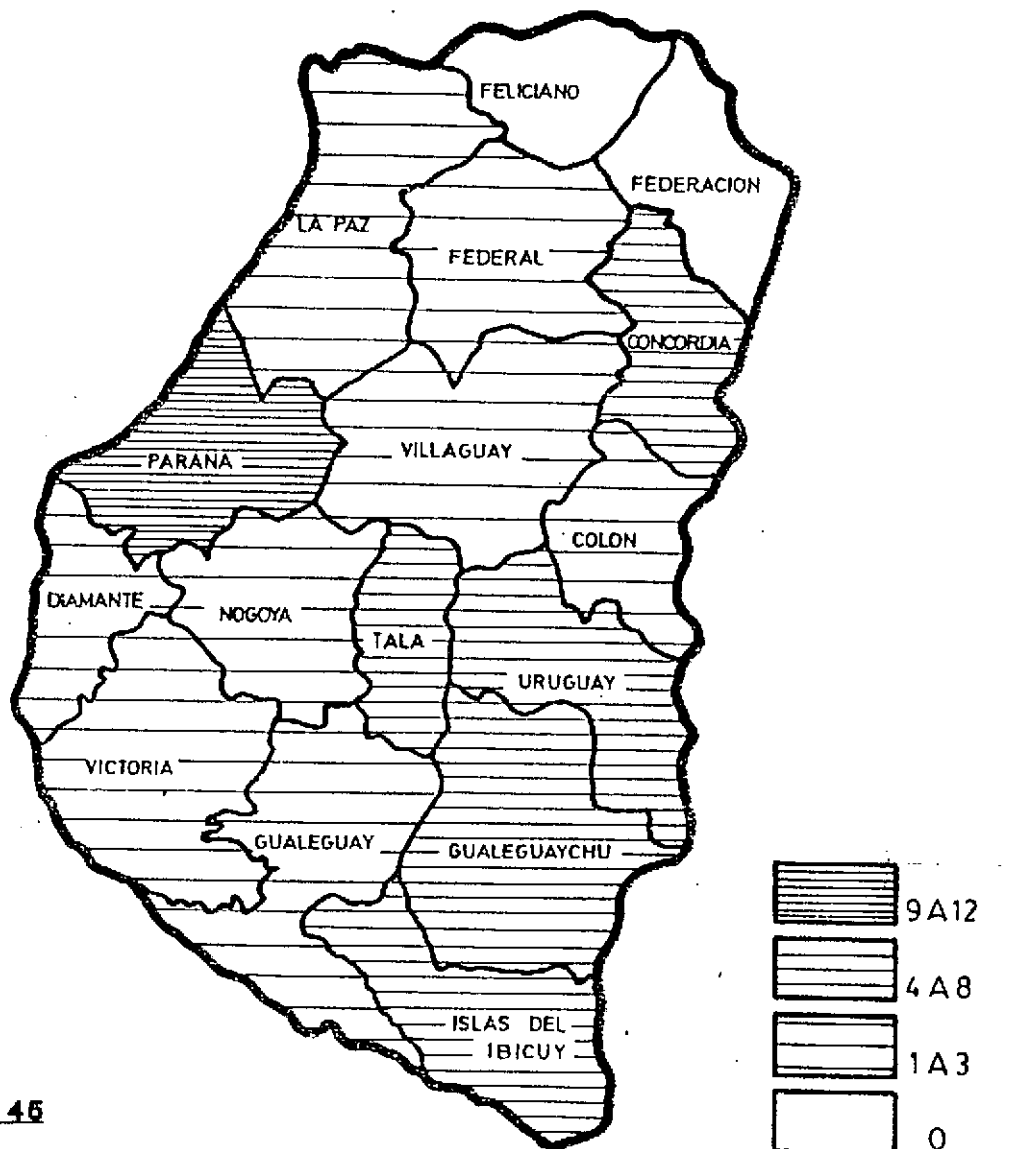 FELICIANO
FEDERACION
LA PAZ
FEDERAL
CONCORDIA
VILLAGUAY
PARANA
COLON
DIAMANTE
NOGOYA
TALA
URUGUAY
VICTORIA
GUALEGUAY
GUALEGUAYCHU
ISLAS DEL
IBICUY
9 A 12
4 A 8
1 A 3
0
46